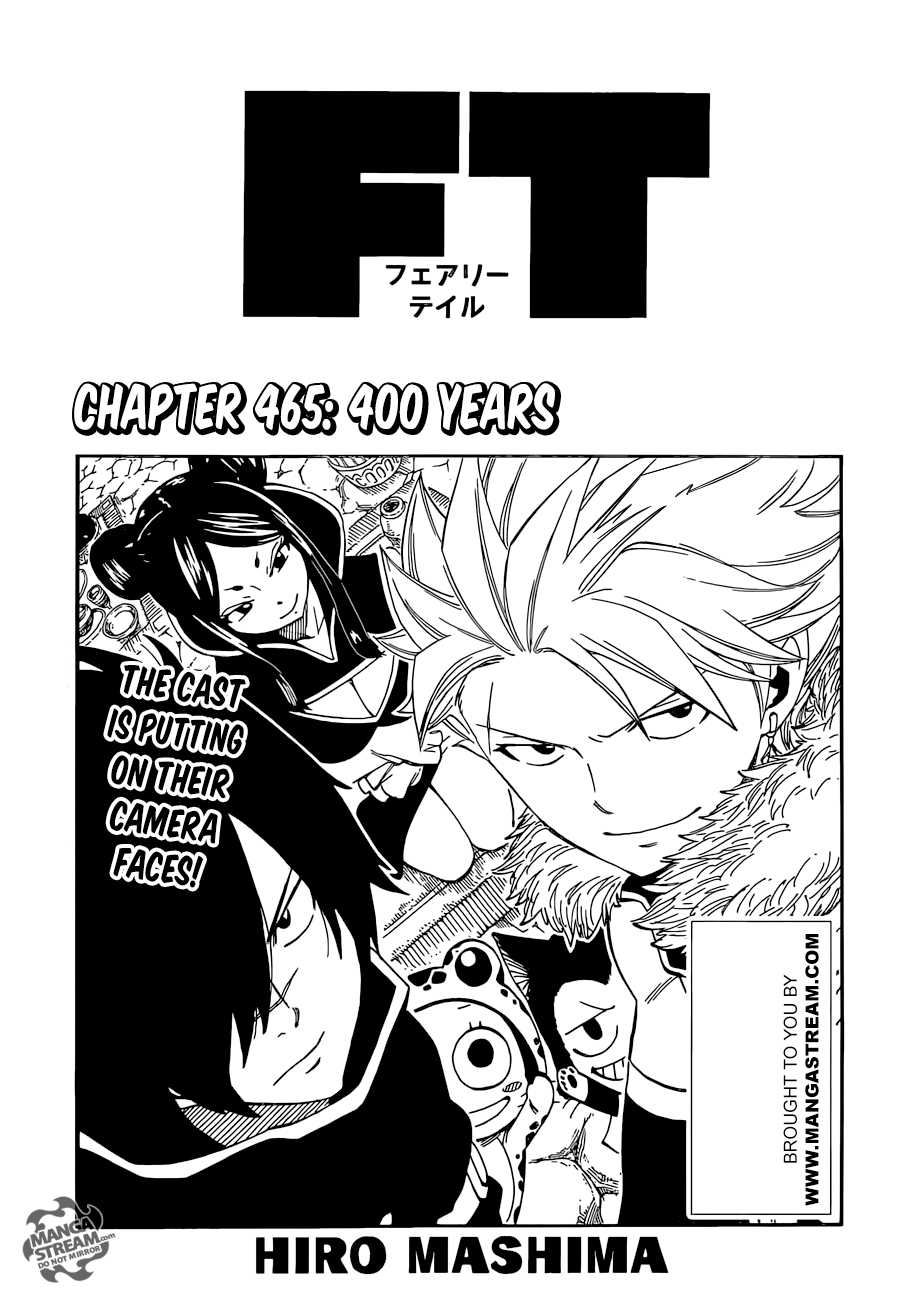 FT
フェアリー
テイル
CHAPTER 465: 400 YEARS
THE CAST
IS PUTTING
ON THEIR
CAMERA
FACES!
BROUGHT TO YOU BY
WWW.MANGASTREAM.COM
MANGA
STREAM.com
DO NOT MIRROR
HIRO MASHIMA